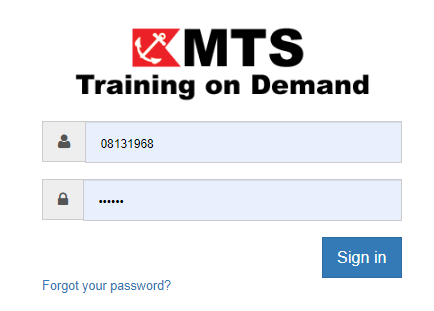 MTS
Training on Demand
08131968
••••••
Sign in
Forgot your password?